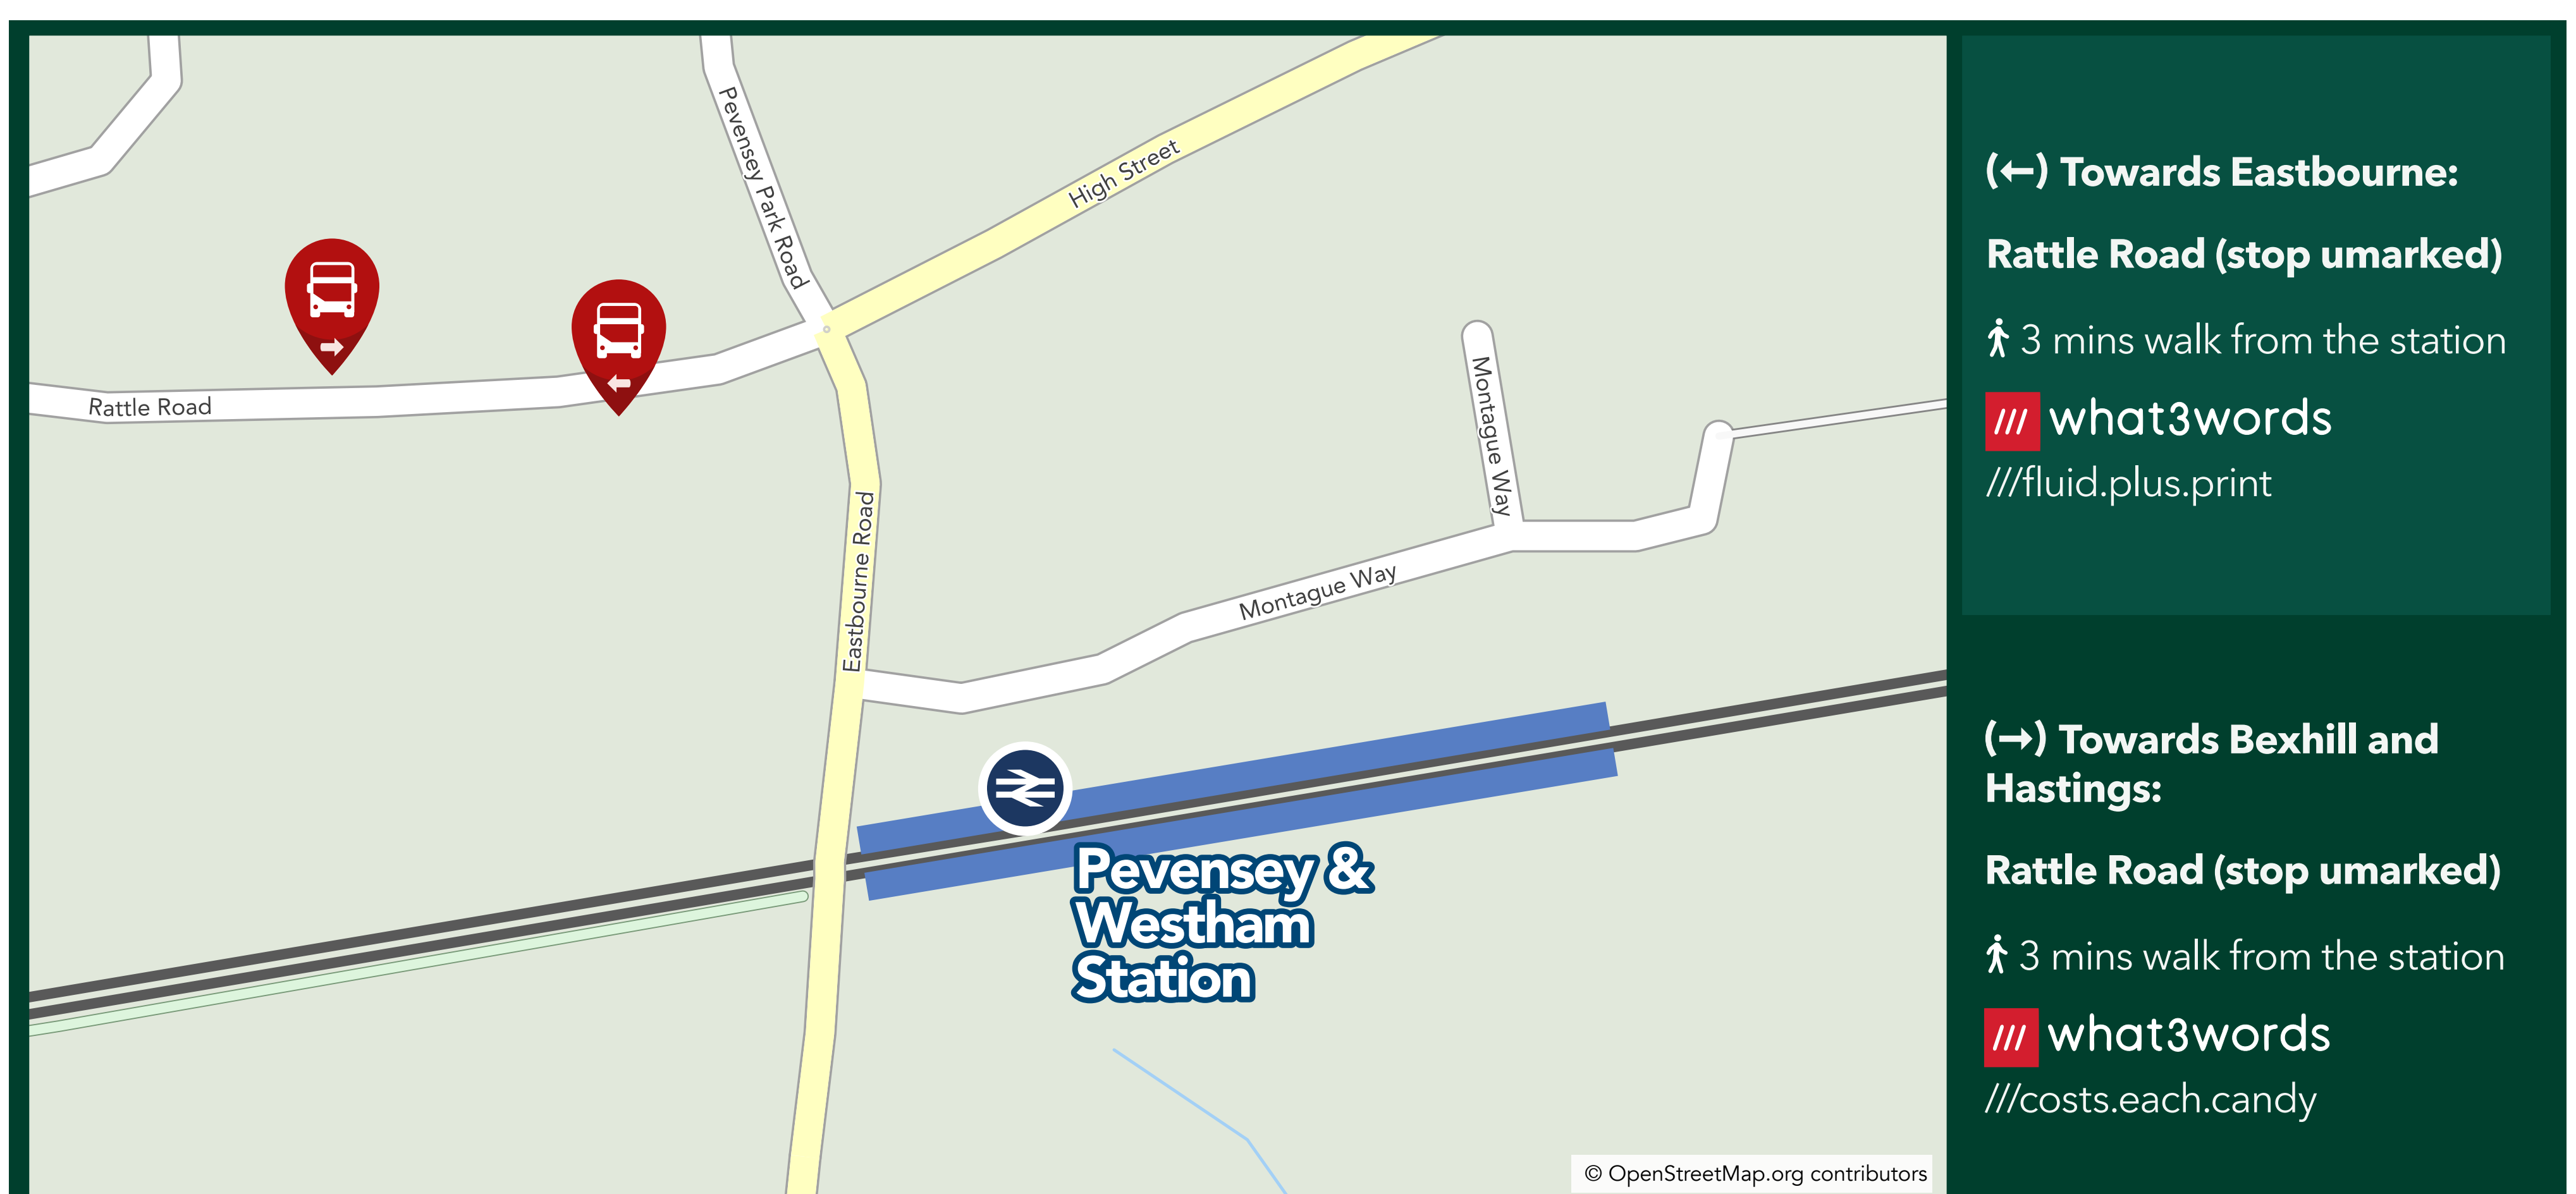 Pevensey Park Road
High Street
Rattle Road
Eastbourne Road
Montague Way
Montague Way
Pevensey &
Westham
Station
© OpenStreetMap.org contributors
(←) Towards Eastbourne:
Rattle Road (stop umarked)
3 mins walk from the station
what3words
///fluid.plus.print
(→) Towards Bexhill and
Hastings:
Rattle Road (stop umarked)
3 mins walk from the station
what3words
///costs.each.candy